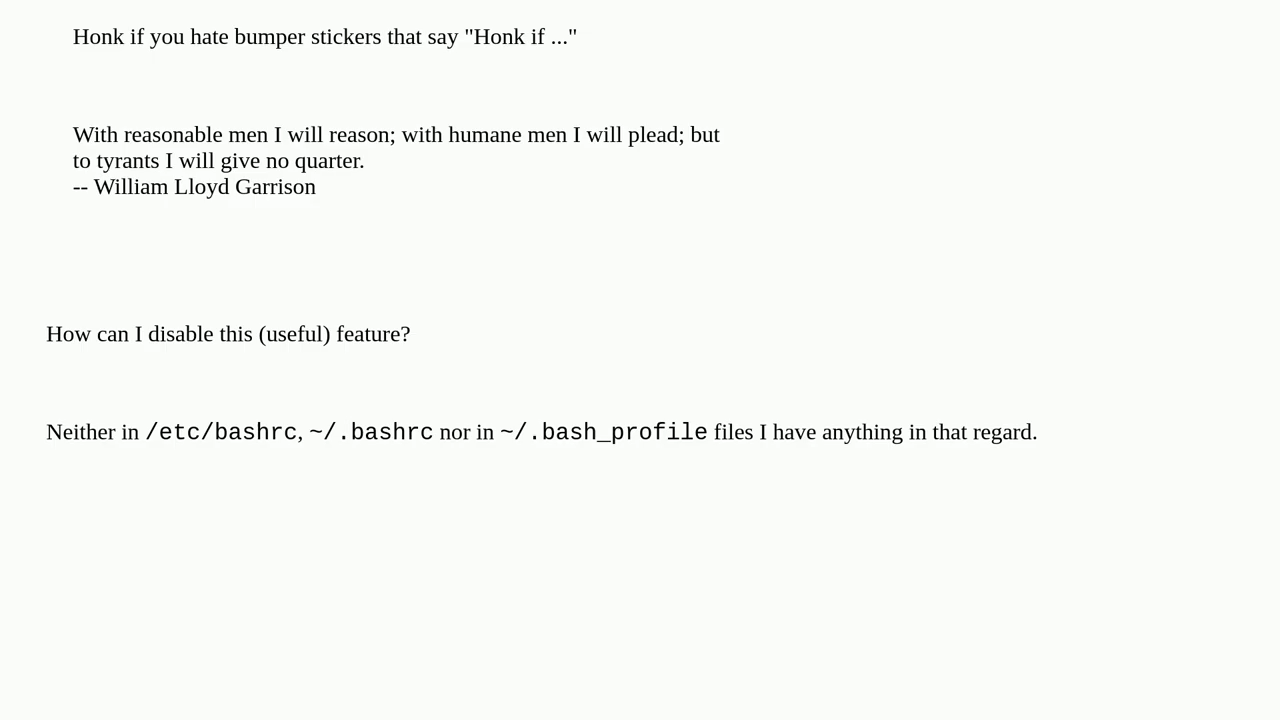 Honk if you hate bumper stickers that say "Honk if ..."
With reasonable men I will reason; with humane men I will plead; but
to tyrants I will give no quarter.
-- William Lloyd Garrison
How can I disable this (useful) feature?
Neither in /etc/bashrc, ~/.bashrc nor in ~/.bash_profile files I have anything in that regard.